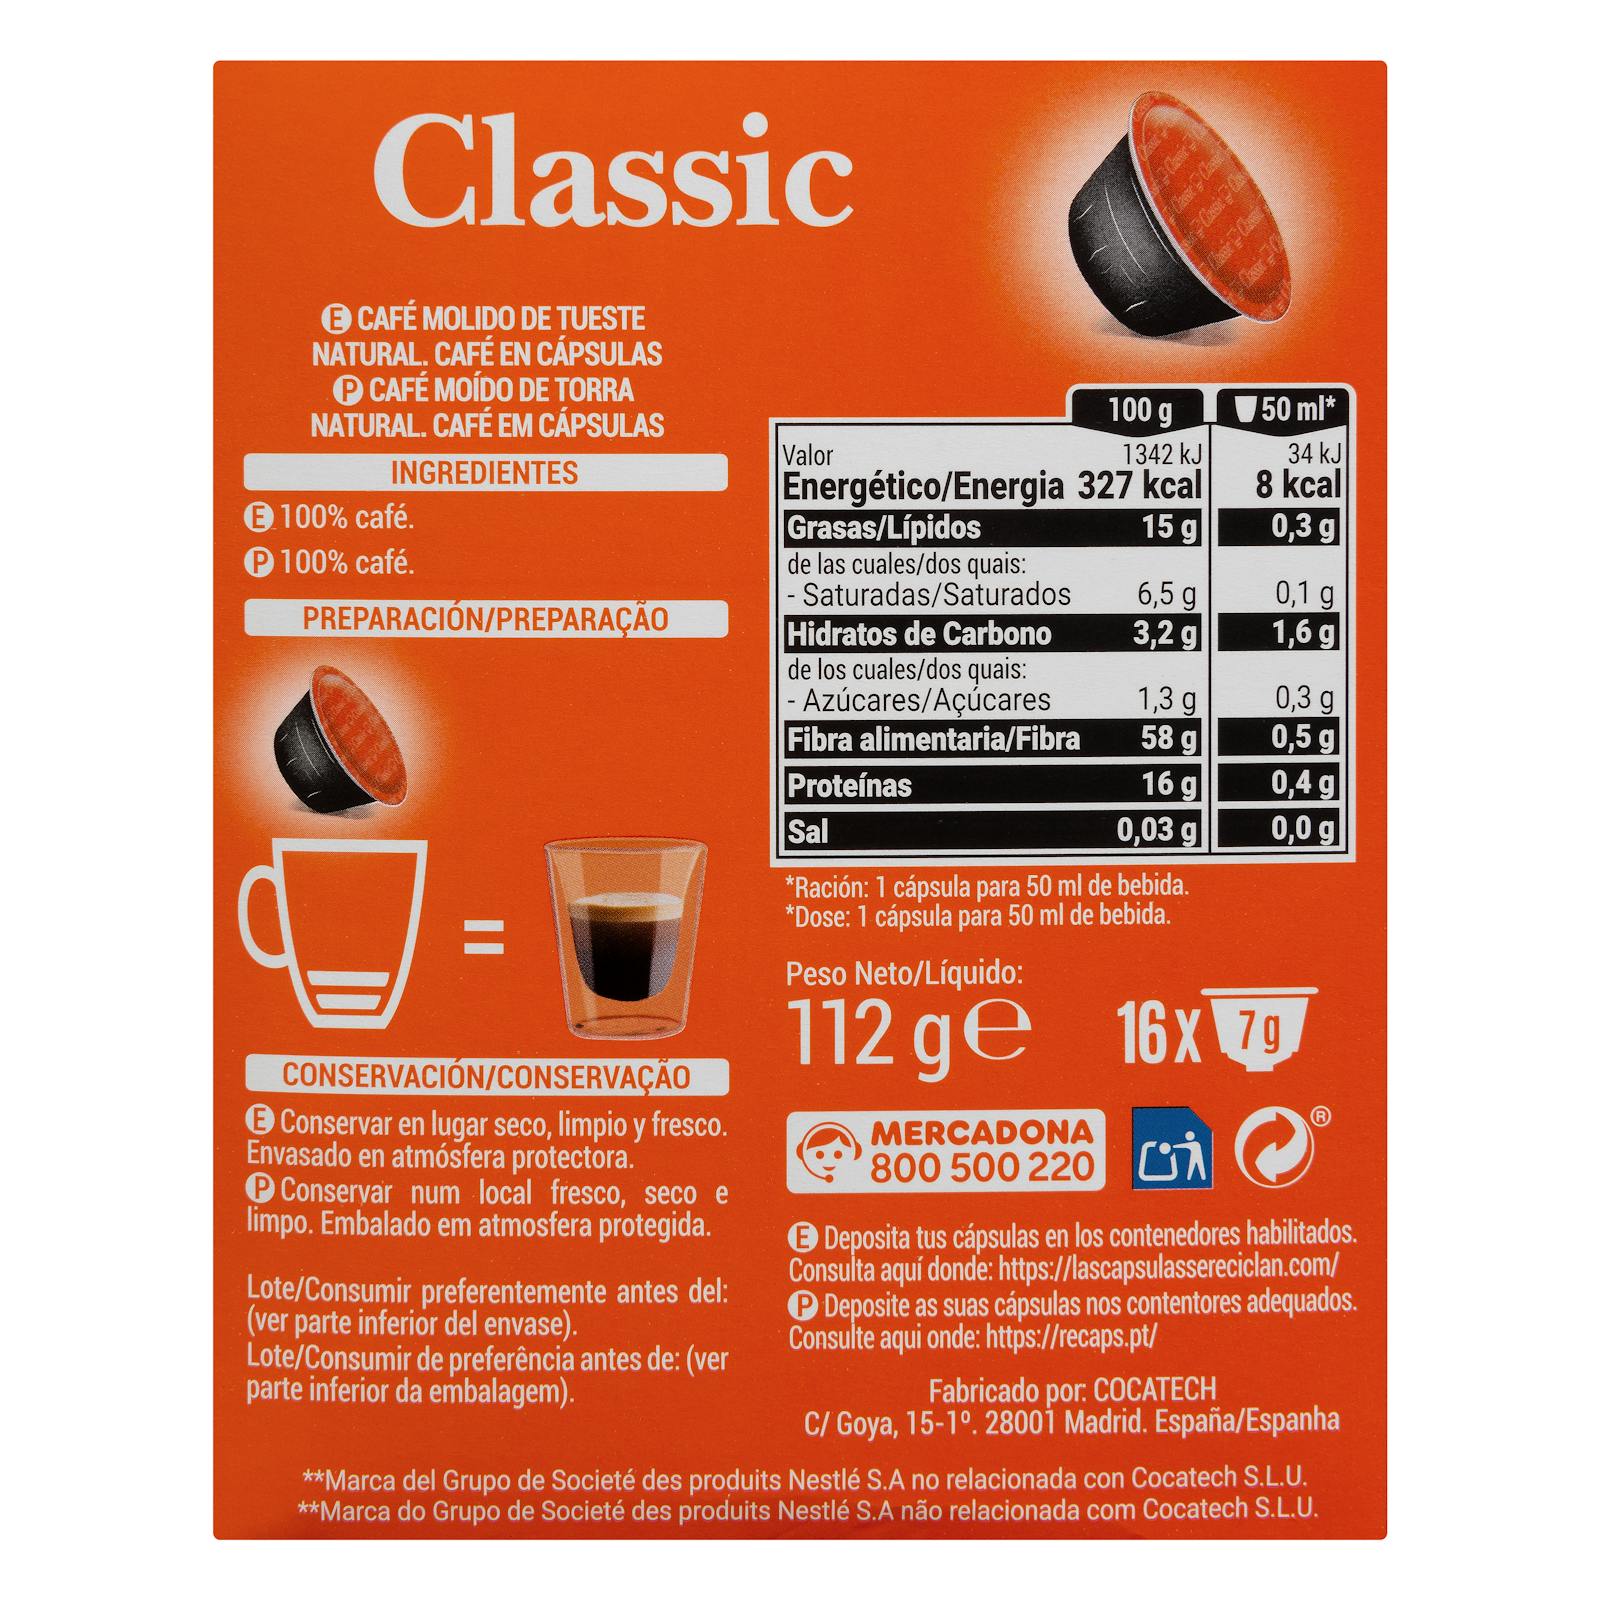 Classic
E CAFÉ MOLIDO DE TUESTE
NATURAL. CAFÉ EN CÁPSULAS
P CAFÉ MOÍDO DE TORRA
NATURAL. CAFÉ EM CÁPSULAS
INGREDIENTES
E 100% café.
P 100% café.
PREPARACIÓN/PREPARAÇÃO
=
CONSERVACIÓN/CONSERVAÇÃO
E Conservar en lugar seco, limpio y fresco.
Envasado en atmósfera protectora.
P Conservar num local fresco, seco e
limpo. Embalado em atmosfera protegida.
Lote/Consumir preferentemente antes del:
(ver parte inferior del envase).
Lote/Consumir de preferência antes de: (ver
parte inferior da embalagem).
100 g 50 ml*
Valor 1342 kJ 34 kJ
Energético/Energia 327 kcal 8 kcal
Grasas/Lípidos 15 g 0,3 g
de las cuales/dos quais:
- Saturadas/Saturados 6,5 g 0,1 g
Hidratos de Carbono 3,2 g 1,6 g
de los cuales/dos quais:
- Azúcares/Açúcares 1,3 g 0,3 g
Fibra alimentaria/Fibra 58 g 0,5 g
Proteínas 16 g 0,4 g
Sal 0,03 g 0,0 g
*Ración: 1 cápsula para 50 ml de bebida.
*Dose: 1 cápsula para 50 ml de bebida.
Peso Neto/Líquido:
112 g ℮ 16 x 7 g
MERCADONA
800 500 220
®
E Deposita tus cápsulas en los contenedores habilitados.
Consulta aquí donde: https://lascapsulassereciclan.com/
P Deposite as suas cápsulas nos contentores adequados.
Consulte aqui onde: https://recaps.pt/
Fabricado por: COCATECH
C/ Goya, 15-1º. 28001 Madrid. España/Espanha
**Marca del Grupo de Societé des produits Nestlé S.A no relacionada con Cocatech S.L.U.
**Marca do Grupo de Societé des produits Nestlé S.A não relacionada com Cocatech S.L.U.